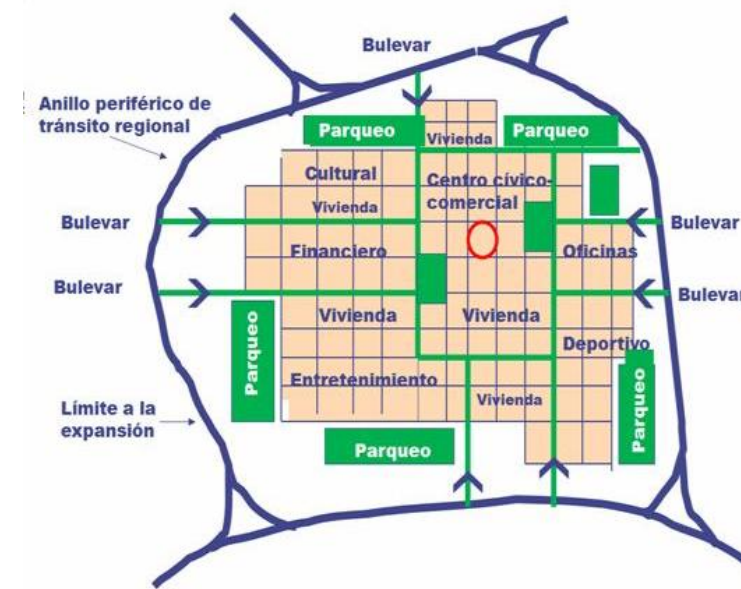 Bulevar
Anillo periférico de
tránsito regional
Parqueo
Vivienda
Parqueo
Cultural
Centro cívico-
comercial
Vivienda
Bulevar
Bulevar
Financiero
Oficinas
Bulevar
Bulevar
Vivienda
Vivienda
Parqueo
Deportivo
Entretenimiento
Parqueo
Límite a la
expansión
Vivienda
Parqueo